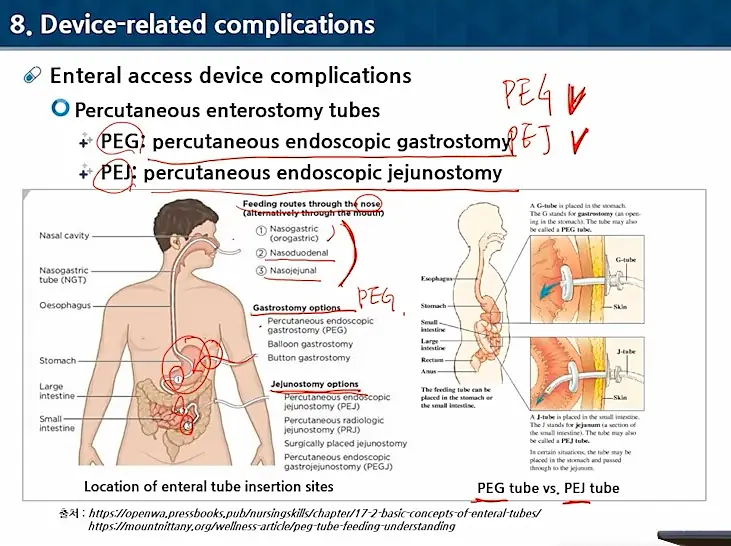 8. Device-related complications
Enteral access device complications
PEG
Percutaneous enterostomy tubes
PEG: percutaneous endoscopic gastrostomy
PEJ
PEJ: percutaneous endoscopic jejunostomy
Feeding routes through the nose
(alternatively through the mouth)
① Nasogastric
(orogastric)
② Nasoduodenal
③ Nasojejunal
PEG
Gastrostomy options
Percutaneous endoscopic
gastrostomy (PEG)
Balloon gastrostomy
Button gastrostomy
Jejunostomy options
Percutaneous endoscopic
jejunostomy (PEJ)
Percutaneous radiologic
jejunostomy (PRJ)
Surgically placed jejunostomy
Percutaneous endoscopic
gastrojejunostomy (PEGJ)
Nasal cavity
Nasogastric
tube (NGT)
Oesophagus
Stomach
Large
intestine
Small
intestine
Location of enteral tube insertion sites
Esophagus
Stomach
Small
intestine
Large
intestine
Rectum
Anus
The feeding tube can be
placed in the stomach or
the small intestine.
A G-tube is placed in the stomach.
The G stands for gastrostomy (an open-
ing in the stomach). The tube may also
be called a PEG tube.
G-tube
Skin
J-tube
Skin
A J-tube is placed in the small intestine.
The J stands for jejunum (a section of
the small intestine). The tube may also
be called a PEJ tube.
In certain situations, the tube may be
placed in the stomach and passed
through to the jejunum.
PEG tube vs. PEJ tube
출처 : https://openwa.pressbooks.pub/nursingskills/chapter/17-2-basic-concepts-of-enteral-tubes/
https://mountnittany.org/wellness-article/peg-tube-feeding-understanding